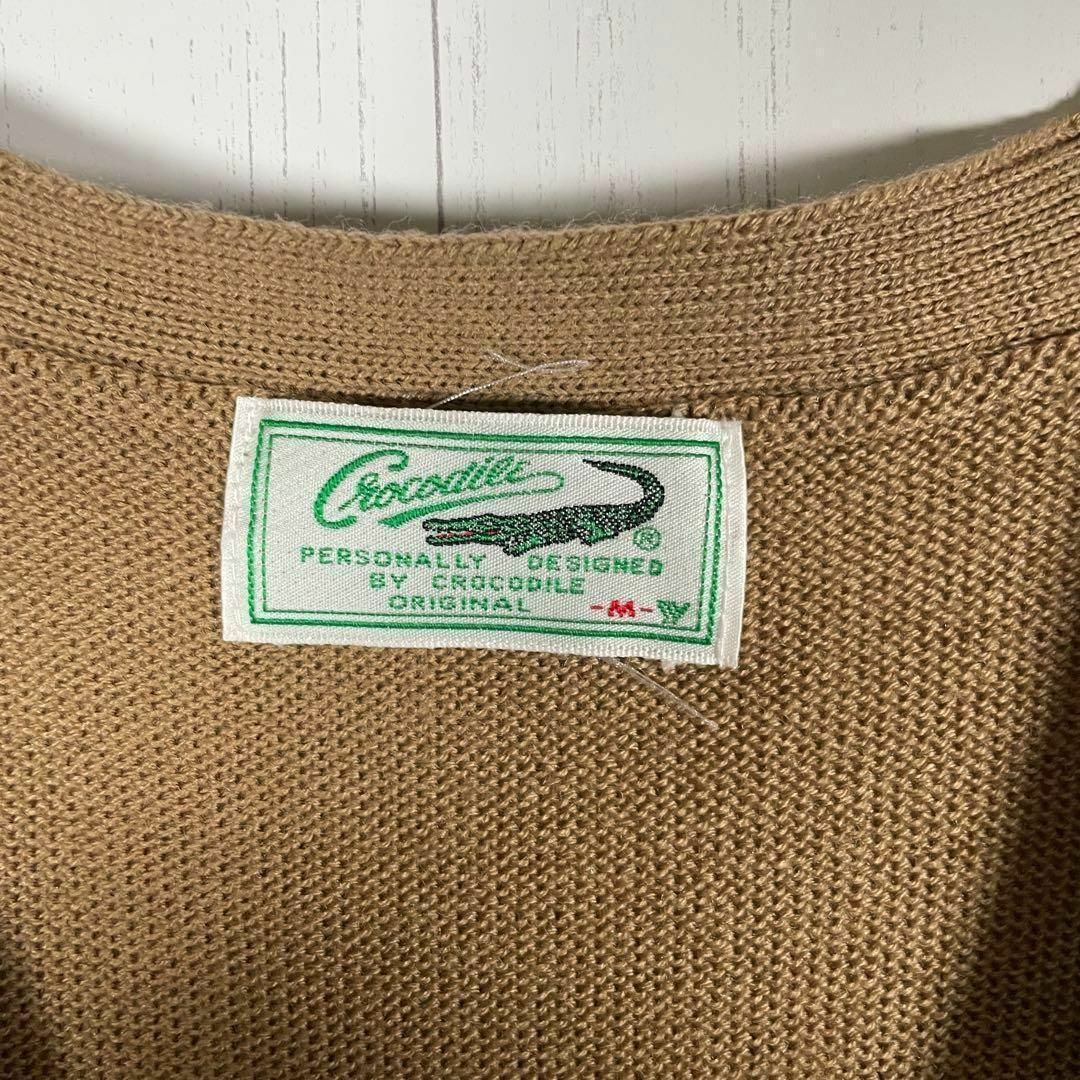 Crocodile
®
PERSONALLY DESIGNED
BY CROCODILE
ORIGINAL -M-